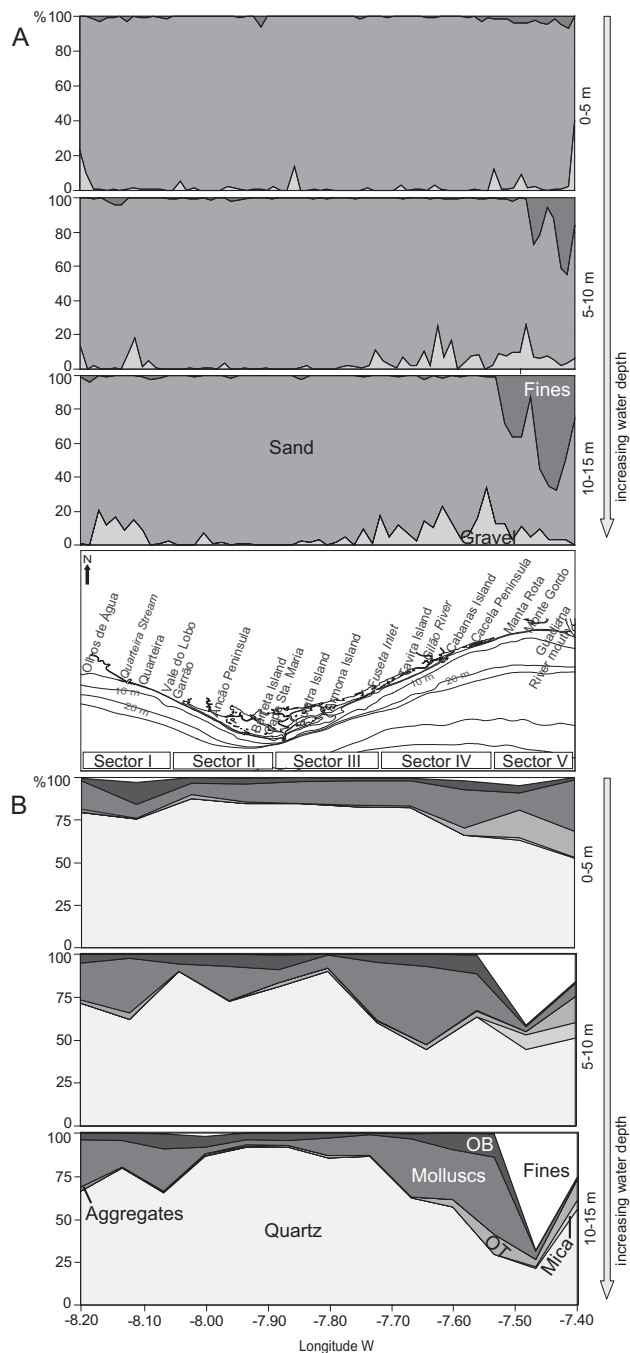 A
%100
80
60
40
20
0
0-5 m
100
80
60
40
20
0
5-10 m
100
80
60
40
20
0
10-15 m
Fines
Sand
Gravel
increasing water depth
N
Olhos de Água
Quarteira Stream
Quarteira
Vale do Lobo
Garrão
Ancão Peninsula
Barreta Island
Cape Sta. Maria
Island
Armona Island
Fuseta Inlet
Tavira Island
Gilão River
Cabanas Island
Cacela Peninsula
Manta Rota
Monte Gordo
Guadiana
River mouth
10 m
20 m
10 m
20 m
Sector I
Sector II
Sector III
Sector IV
Sector V
B
%100
75
50
25
0
0-5 m
100
75
50
25
0
5-10 m
100
75
50
25
0
10-15 m
OB
Molluscs
Fines
Aggregates
Quartz
OT
Mica
increasing water depth
-8.20
-8.10
-8.00
-7.90
-7.80
-7.70
-7.60
-7.50
-7.40
Longitude W